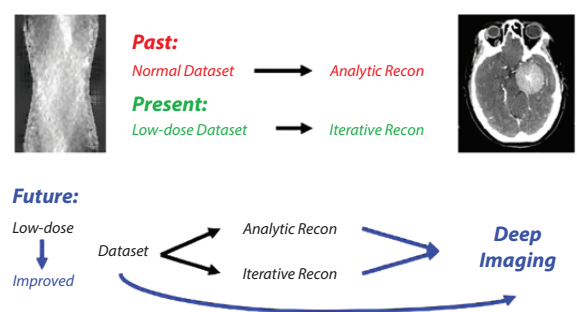 Past:
Normal Dataset
Analytic Recon
Present:
Low-dose Dataset
Iterative Recon
Future:
Low-dose
Improved
Dataset
Analytic Recon
Iterative Recon
Deep
Imaging